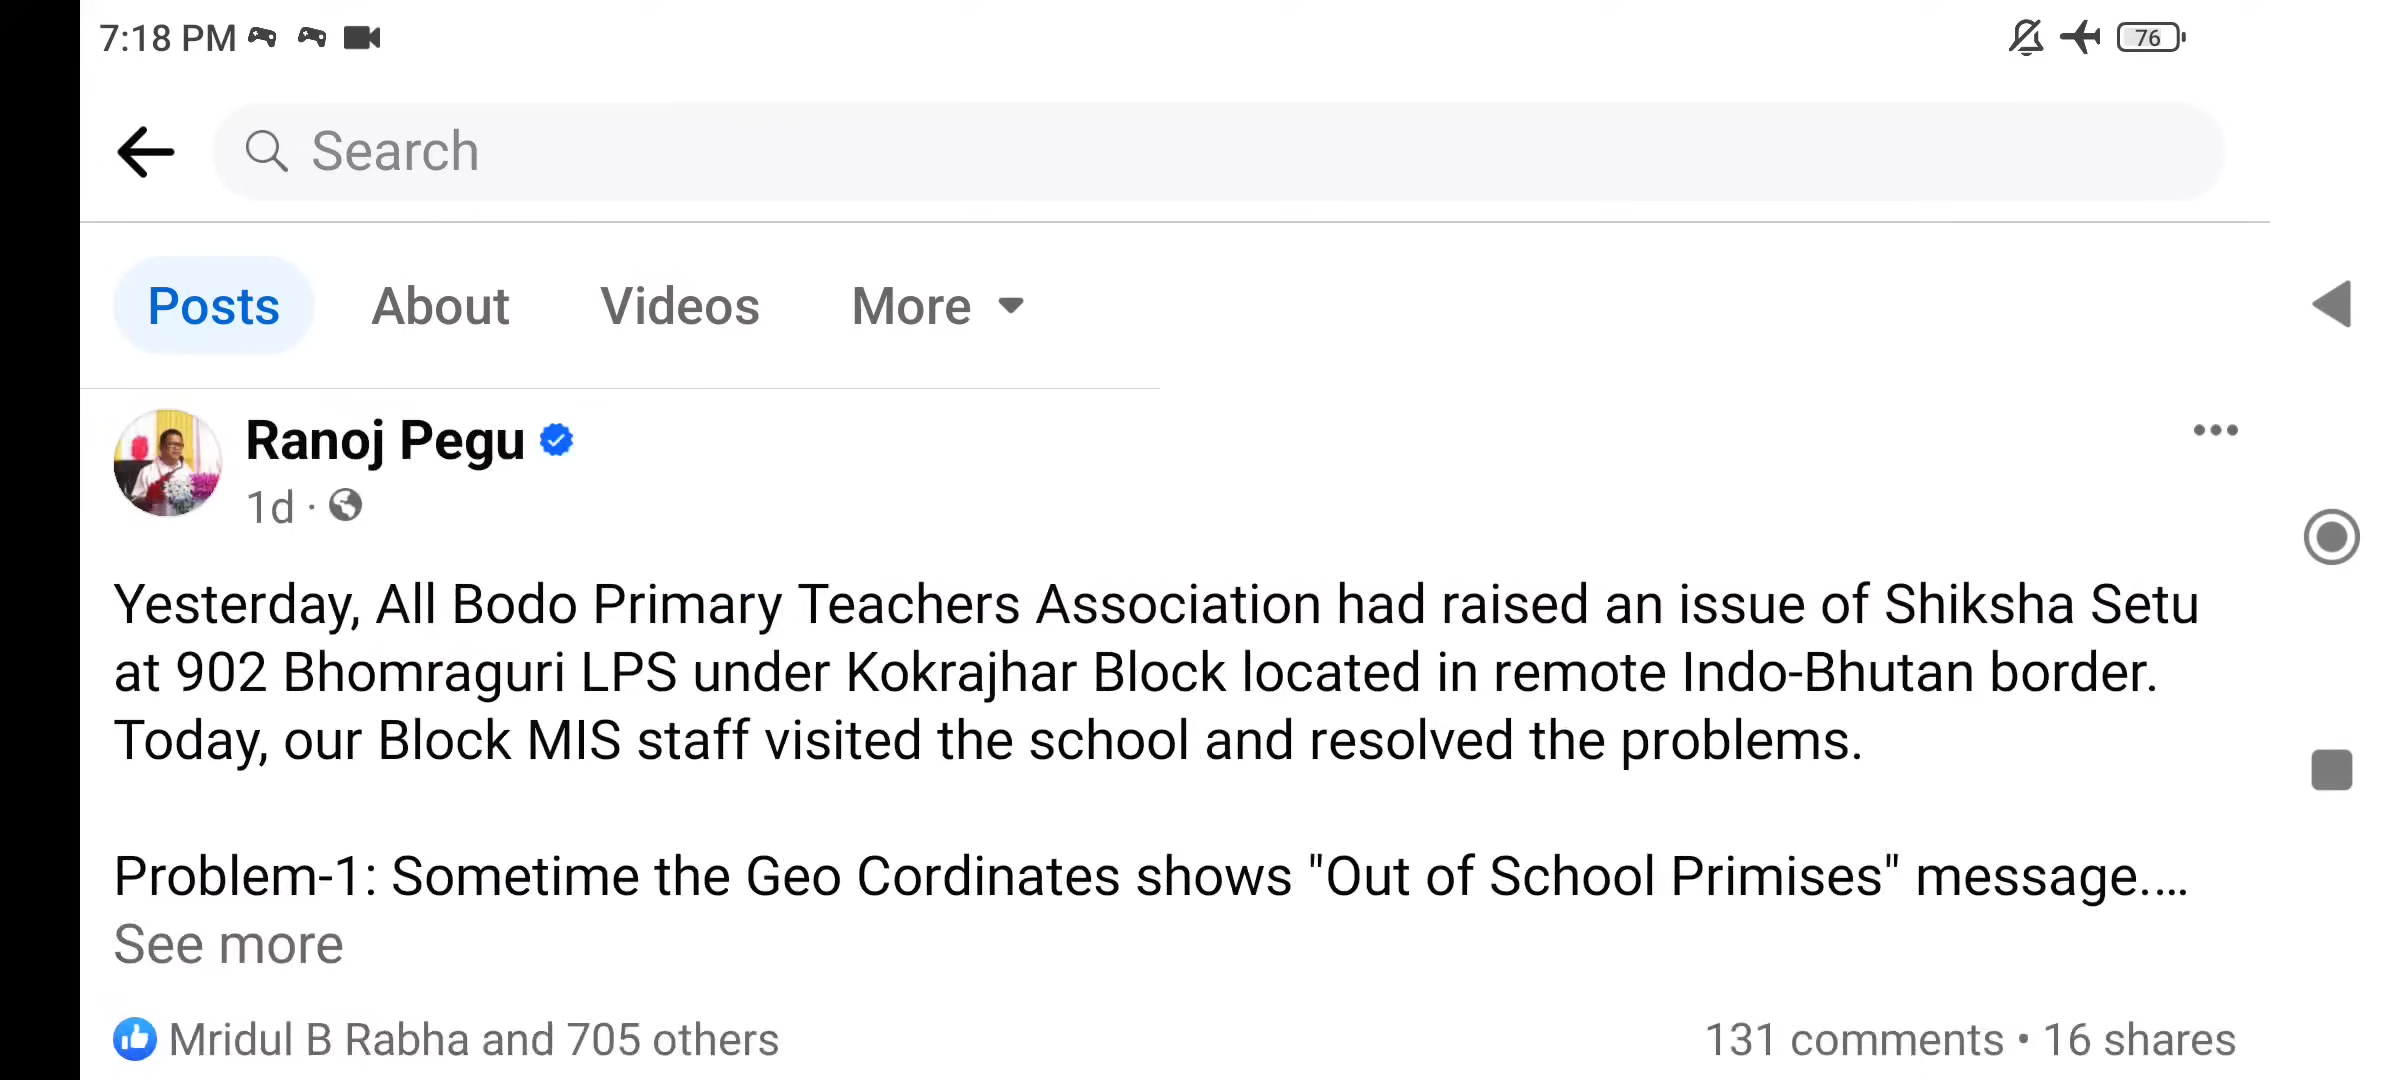 7:18 PM
76
Search
Posts About Videos More
Ranoj Pegu
1d ·
Yesterday, All Bodo Primary Teachers Association had raised an issue of Shiksha Setu
at 902 Bhomraguri LPS under Kokrajhar Block located in remote Indo-Bhutan border.
Today, our Block MIS staff visited the school and resolved the problems.
Problem-1: Sometime the Geo Cordinates shows "Out of School Primises" message....
See more
Mridul B Rabha and 705 others
131 comments • 16 shares